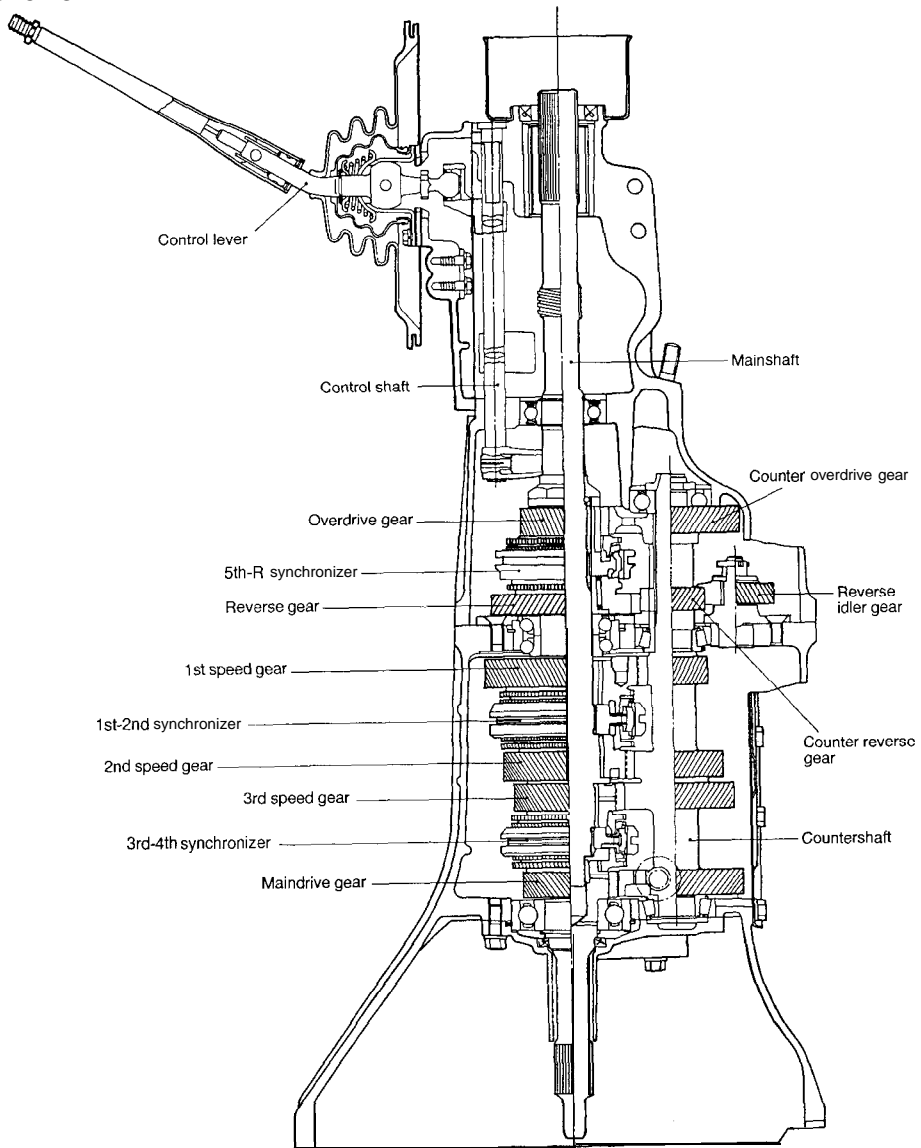 Control lever
Mainshaft
Control shaft
Counter overdrive gear
Overdrive gear
5th-R synchronizer
Reverse gear
Reverse
idler gear
1st speed gear
1st-2nd synchronizer
Counter reverse
gear
2nd speed gear
3rd speed gear
3rd-4th synchronizer
Countershaft
Maindrive gear